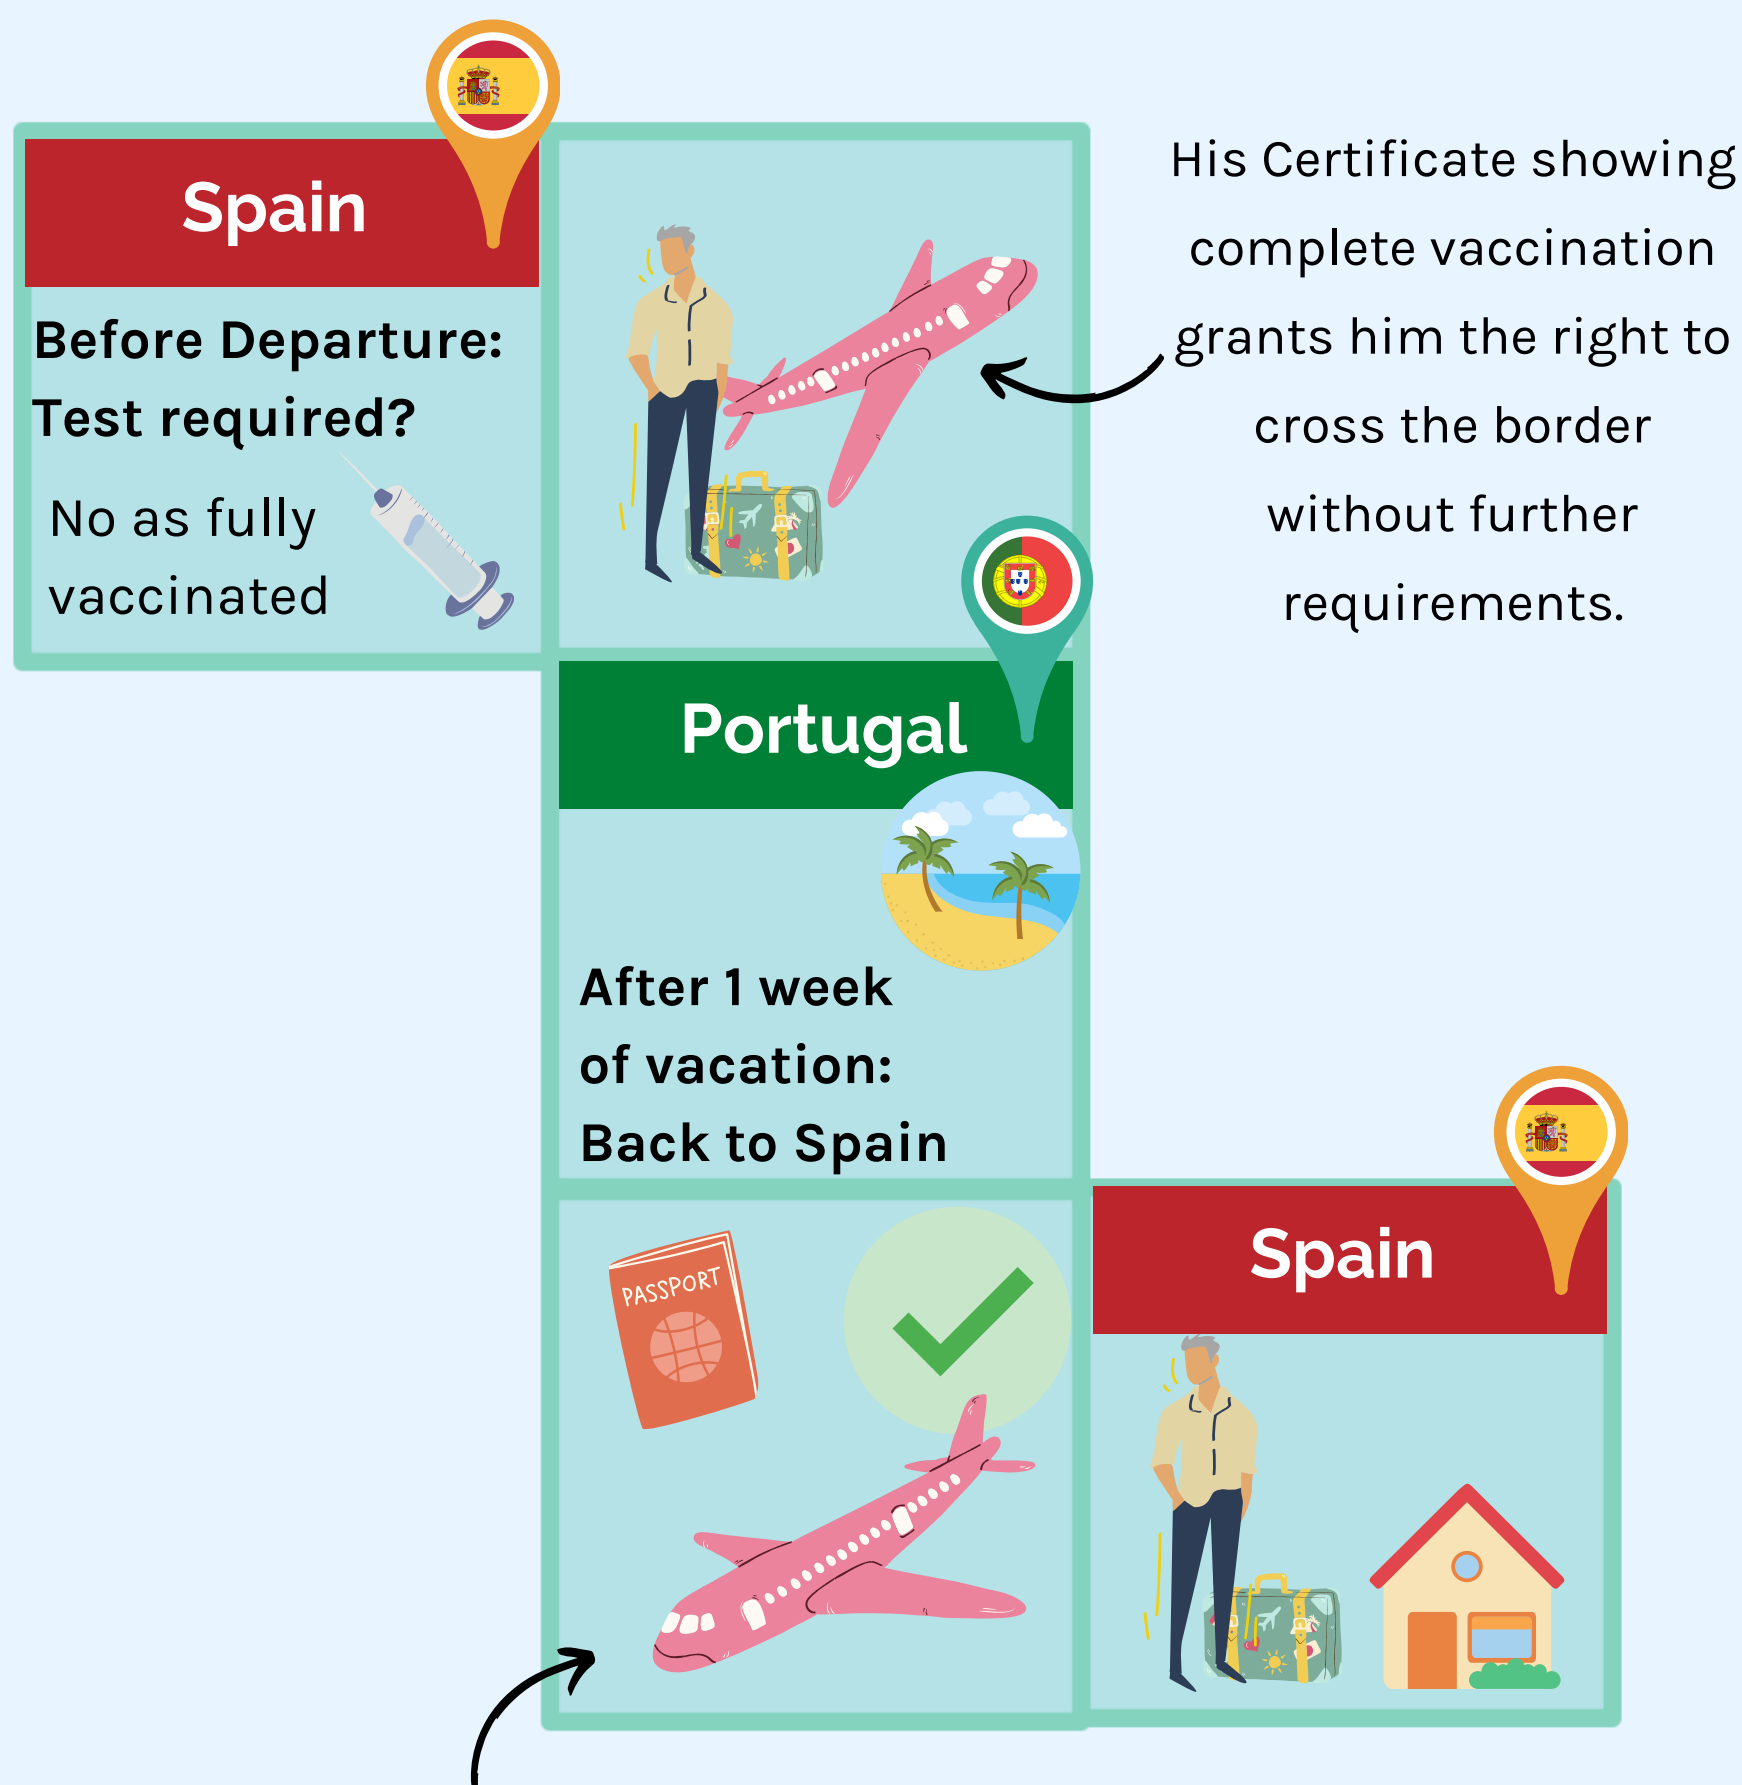 Spain
Before Departure:
Test required?
No as fully
vaccinated
His Certificate showing
complete vaccination
grants him the right to
cross the border
without further
requirements.
Portugal
After 1 week
of vacation:
Back to Spain
PASSPORT
Spain